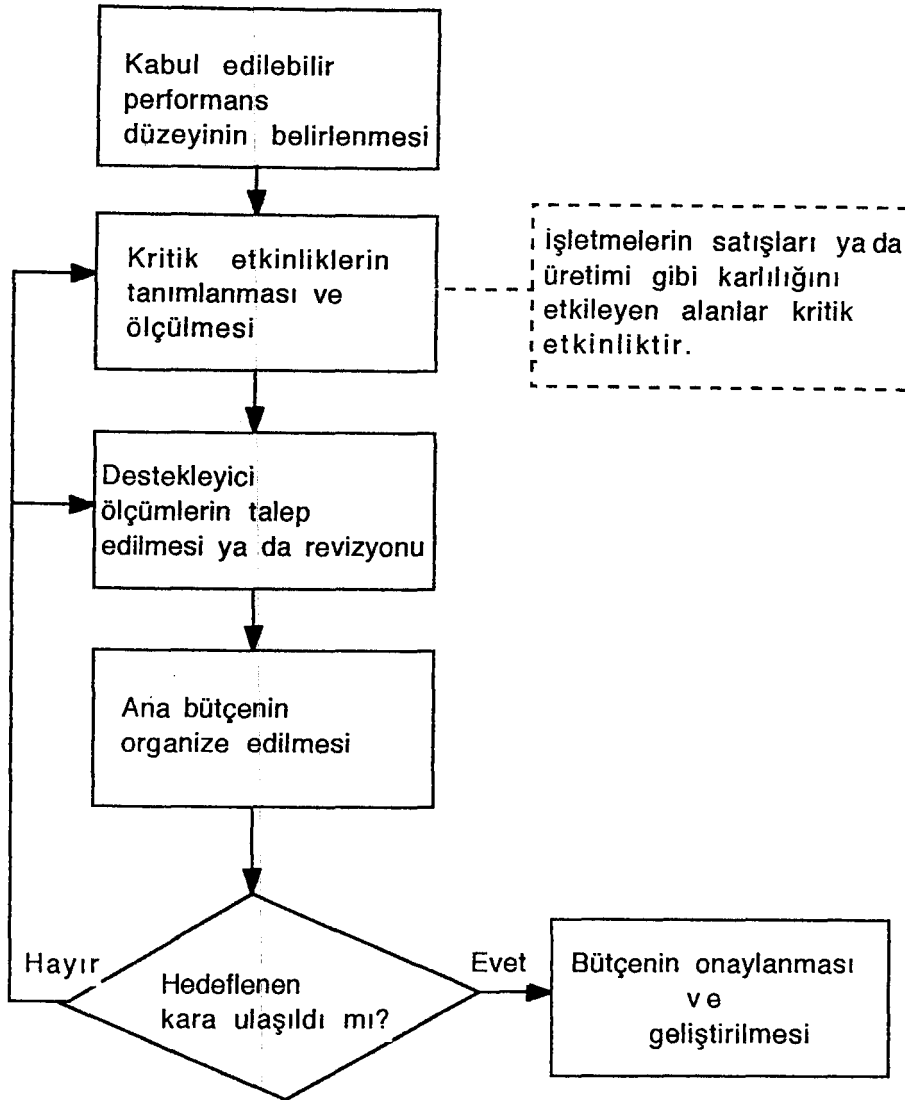 Kabul edilebilir
performans
düzeyinin belirlenmesi
Kritik etkinliklerin
tanımlanması ve
ölçülmesi
işletmelerin satışları ya da
üretimi gibi karlılığını
etkileyen alanlar kritik
etkinliktir.
Destekleyici
ölçümlerin talep
edilmesi ya da revizyonu
Ana bütçenin
organize edilmesi
Hayır
Hedeflenen
kara ulaşıldı mı?
Evet
Bütçenin onaylanması
ve
geliştirilmesi